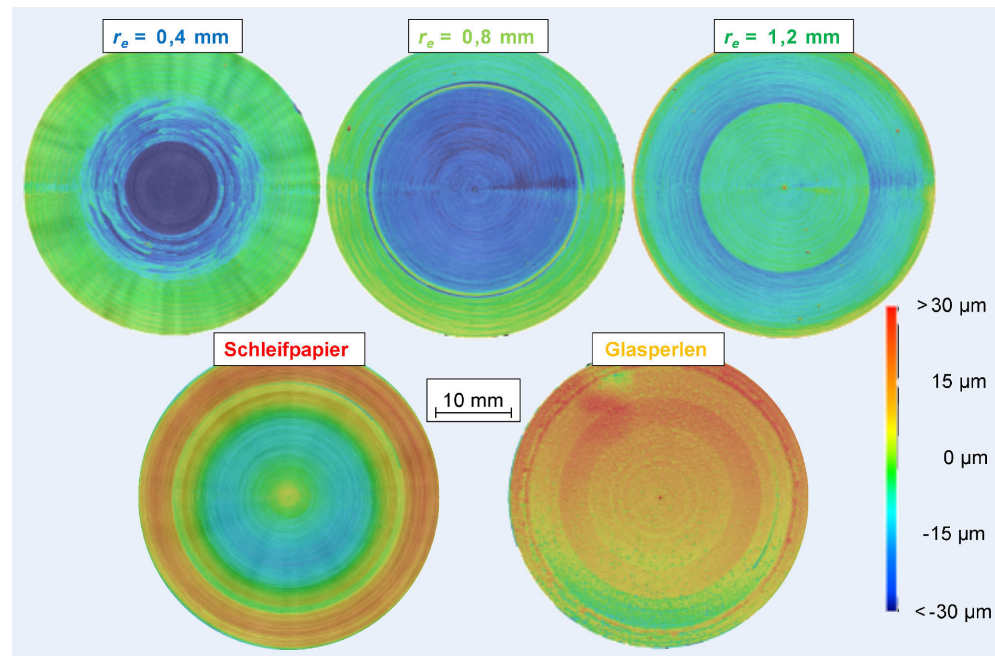 r_e = 0,4 mm
r_e = 0,8 mm
r_e = 1,2 mm
> 30 µm
Schleifpapier
Glasperlen
15 µm
10 mm
0 µm
-15 µm
< -30 µm